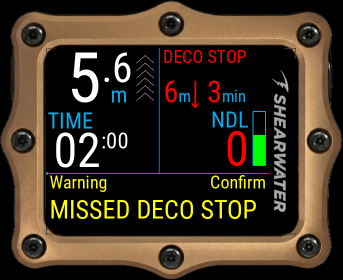 5.6 m
DECO STOP
6m↓ 3min
TIME
02:00
NDL
0
SHEARWATER
Warning Confirm
MISSED DECO STOP